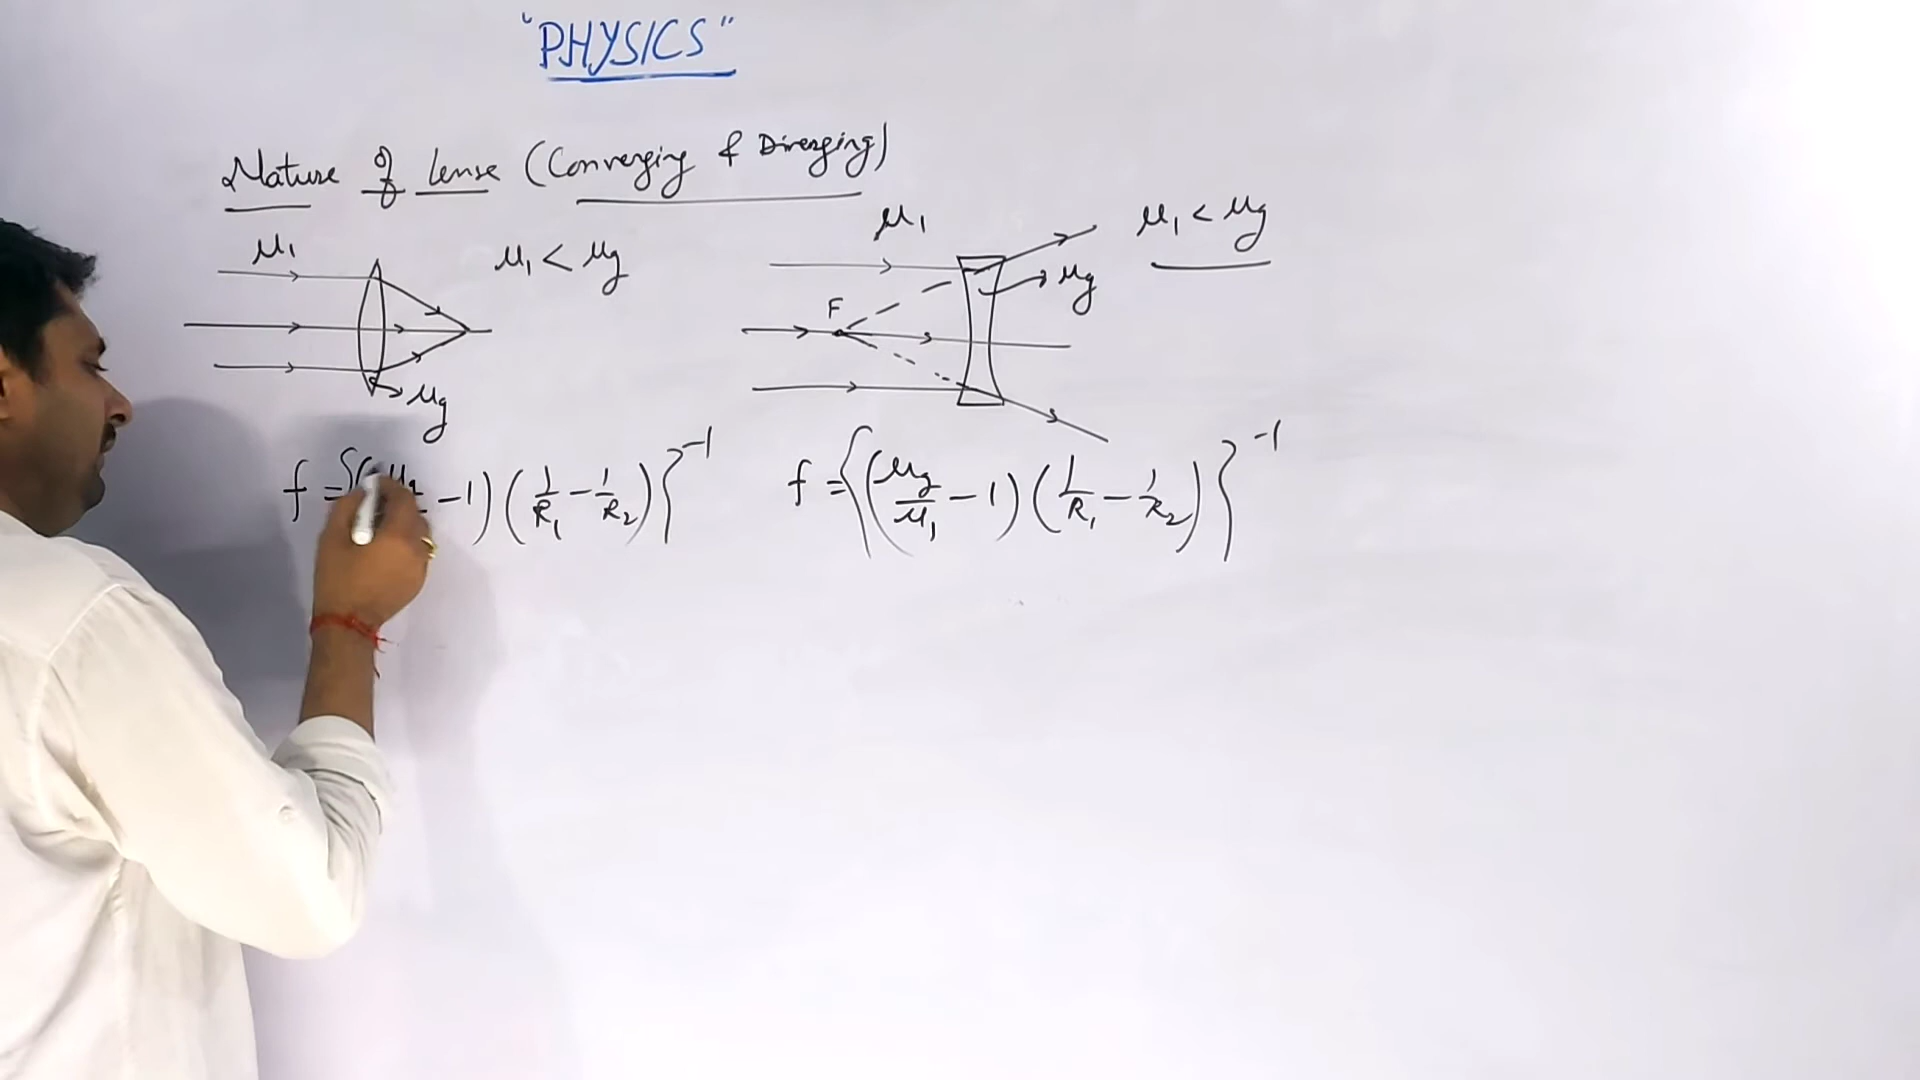 "PHYSICS"
Nature of lense (Converging & Diverging)
μ₁
μ₁ < μg
μg
f = {( μg -1) (1/R₁ - 1/R₂)}⁻¹
μ₁
μ₁ < μg
F
μg
f = {(μg/μ₁ - 1) (1/R₁ - 1/R₂)}⁻¹